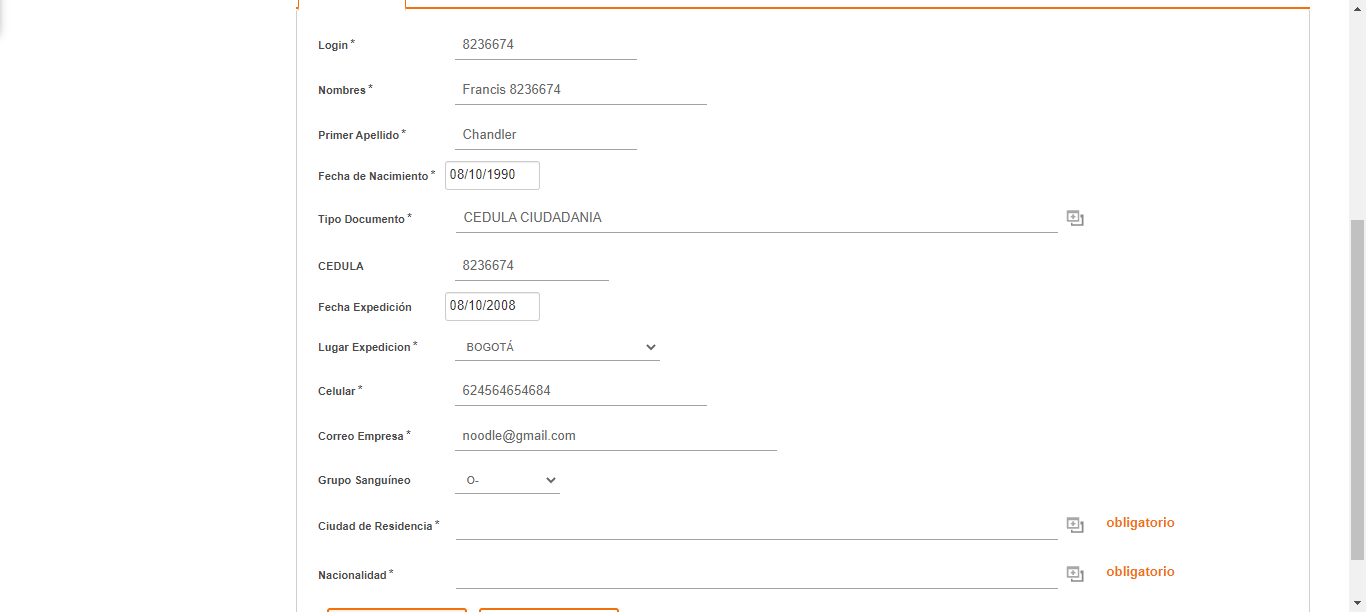 Login * 8236674
Nombres * Francis 8236674
Primer Apellido * Chandler
Fecha de Nacimiento * 08/10/1990
Tipo Documento * CEDULA CIUDADANIA
CEDULA 8236674
Fecha Expedición 08/10/2008
Lugar Expedicion * BOGOTÁ
Celular * 624564654684
Correo Empresa * noodle@gmail.com
Grupo Sanguíneo O-
Ciudad de Residencia * obligatorio
Nacionalidad * obligatorio